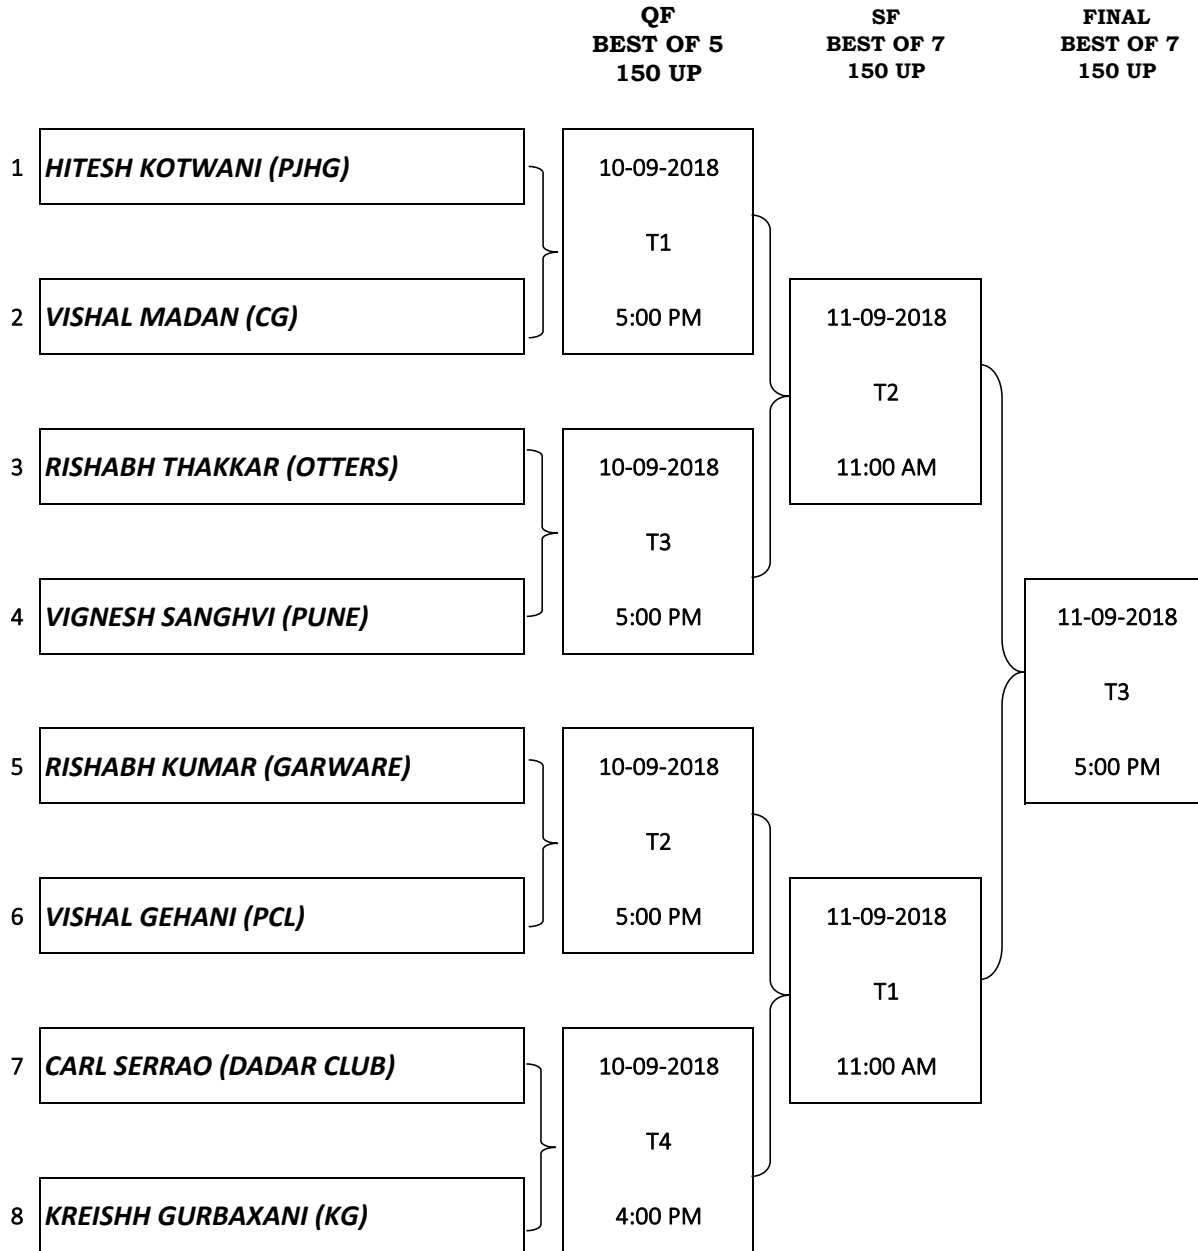 QF SF FINAL
BEST OF 5 BEST OF 7 BEST OF 7
150 UP 150 UP 150 UP
1 HITESH KOTWANI (PJHG) 10-09-2018
T1
2 VISHAL MADAN (CG) 5:00 PM 11-09-2018
T2
3 RISHABH THAKKAR (OTTERS) 10-09-2018 11:00 AM
T3
4 VIGNESH SANGHVI (PUNE) 5:00 PM 11-09-2018
T3
5 RISHABH KUMAR (GARWARE) 10-09-2018 5:00 PM
T2
6 VISHAL GEHANI (PCL) 5:00 PM 11-09-2018
T1
7 CARL SERRAO (DADAR CLUB) 10-09-2018 11:00 AM
T4
8 KREISHH GURBAXANI (KG) 4:00 PM